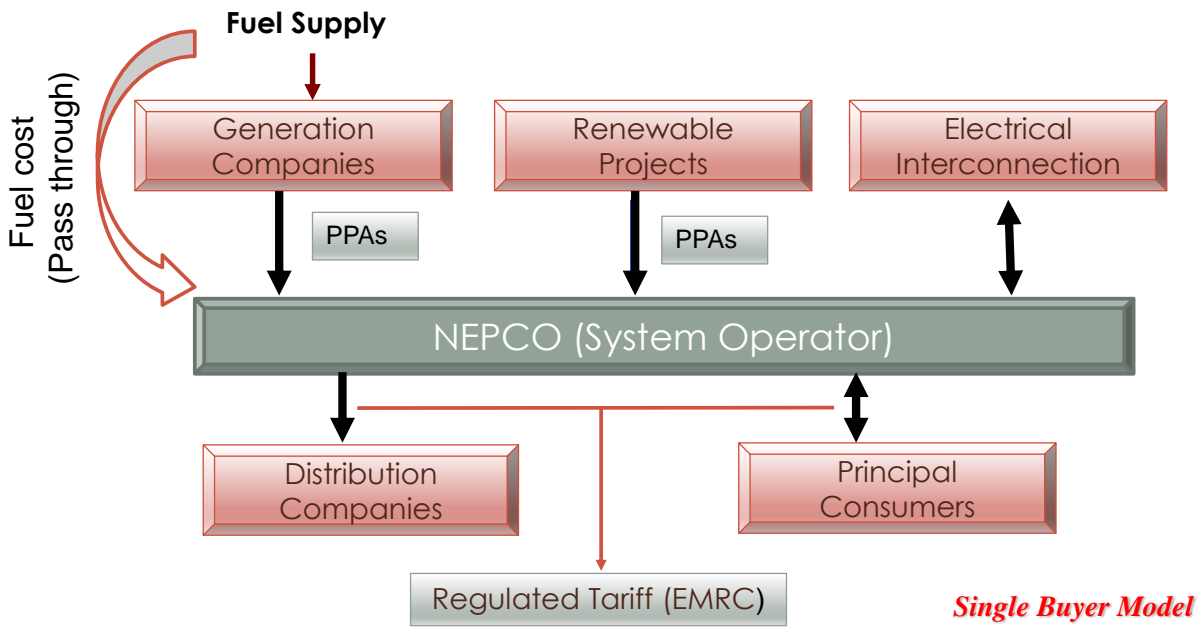 Fuel Supply
Fuel cost
(Pass through)
Generation
Companies
Renewable
Projects
Electrical
Interconnection
PPAs
PPAs
NEPCO (System Operator)
Distribution
Companies
Principal
Consumers
Regulated Tariff (EMRC)
Single Buyer Model